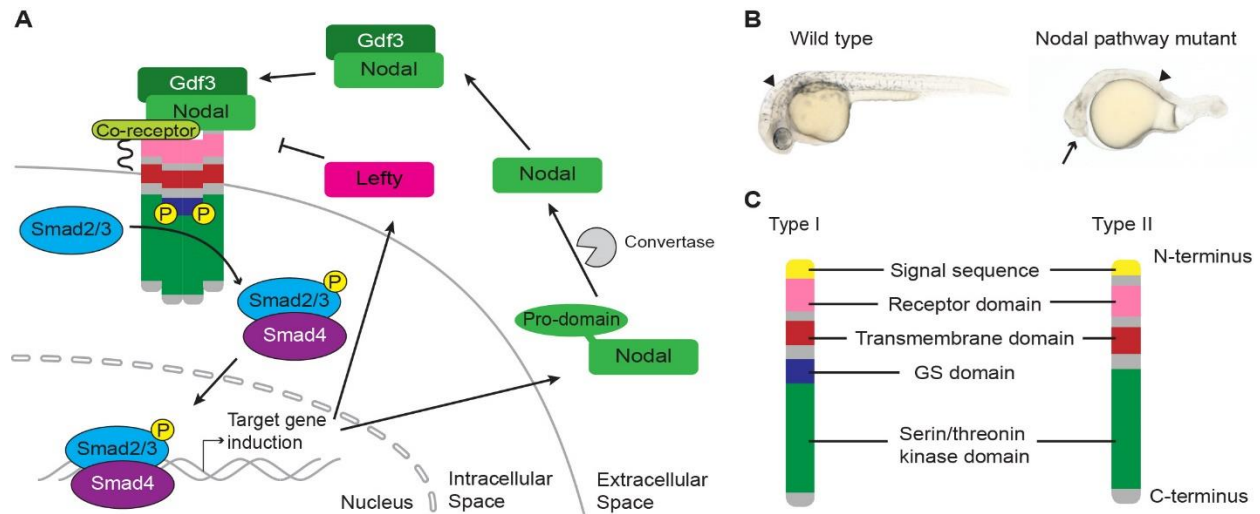 A
Gdf3
Nodal
Gdf3
Nodal
Co-receptor
P
P
Smad2/3
Lefty
Nodal
Convertase
P
Smad2/3
Smad4
Pro-domain
Nodal
P
Smad2/3
Smad4
Target gene
induction
Nucleus
Intracellular
Space
Extracellular
Space
B
Wild type
Nodal pathway mutant
C
Type I
Type II
N-terminus
Signal sequence
Receptor domain
Transmembrane domain
GS domain
Serin/threonin
kinase domain
C-terminus